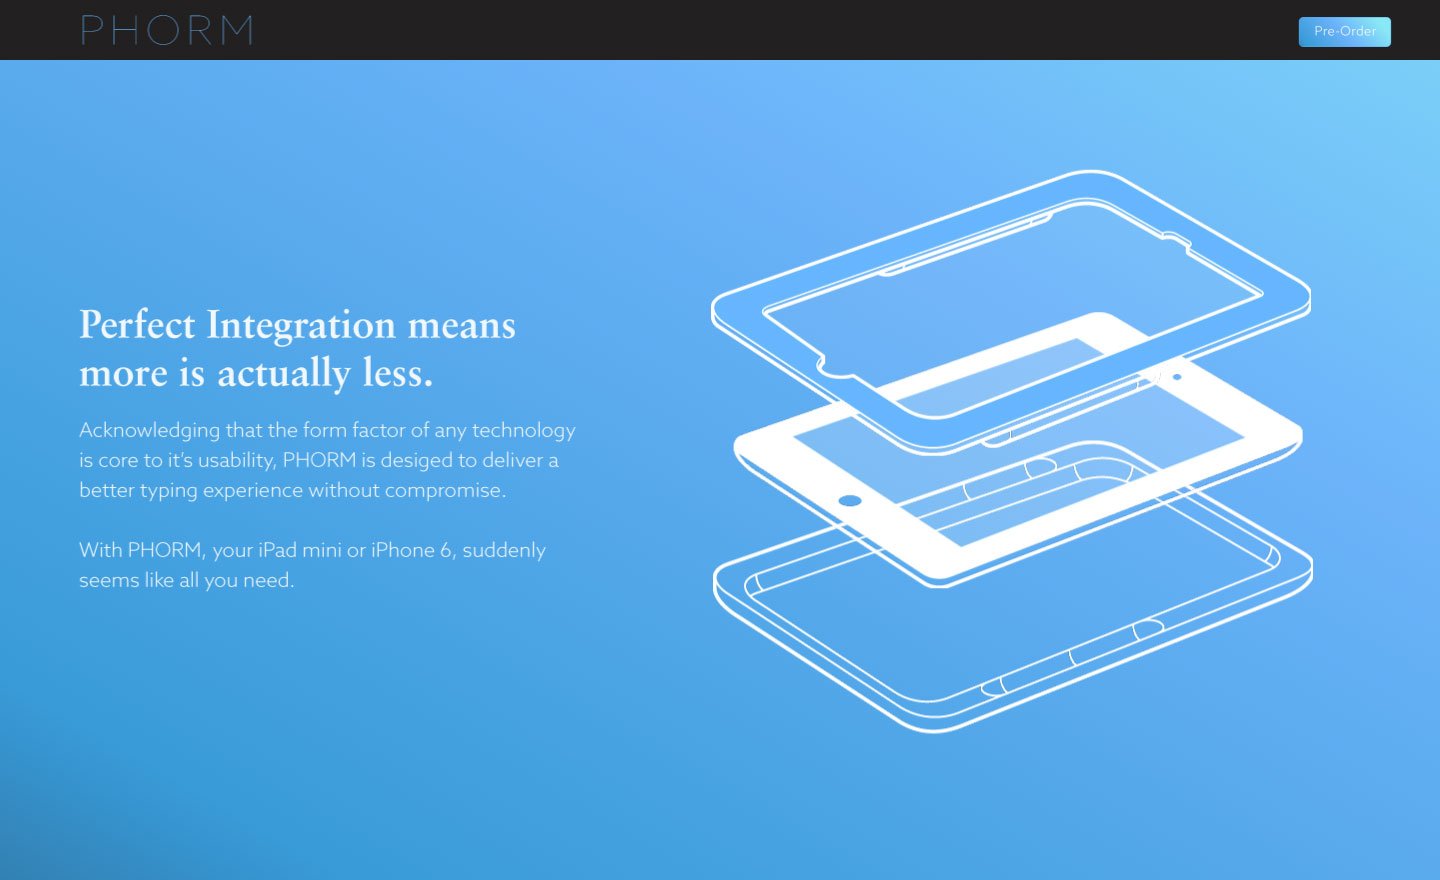 PHORM
Pre-Order
Perfect Integration means
more is actually less.
Acknowledging that the form factor of any technology
is core to it’s usability, PHORM is desiged to deliver a
better typing experience without compromise.
With PHORM, your iPad mini or iPhone 6, suddenly
seems like all you need.